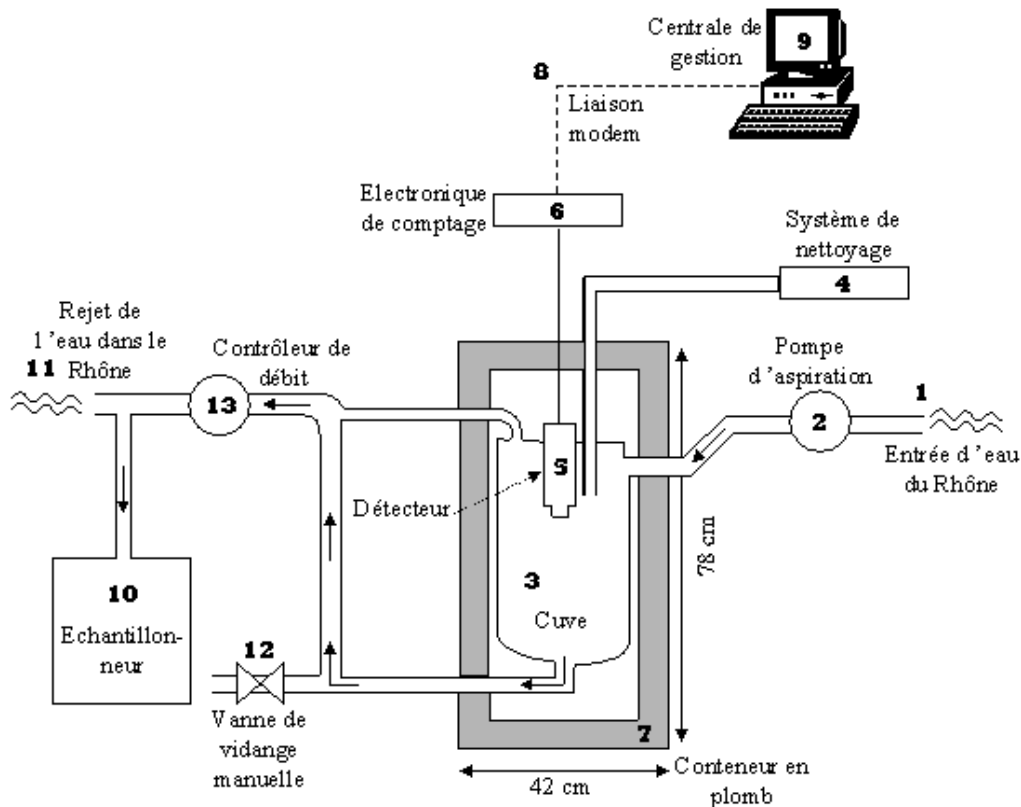 Centrale de
gestion
9
8
Liaison
modem
Electronique
de comptage
6
Système de
nettoyage
4
Rejet de
l 'eau dans le
11 Rhône
Contrôleur de
débit
13
Pompe
d 'aspiration
2
1
Entrée d 'eau
du Rhône
5
Détecteur
78 cm
3
Cuve
10
Echantillon-
neur
12
Vanne de
vidange
manuelle
7
42 cm
Conteneur en
plomb